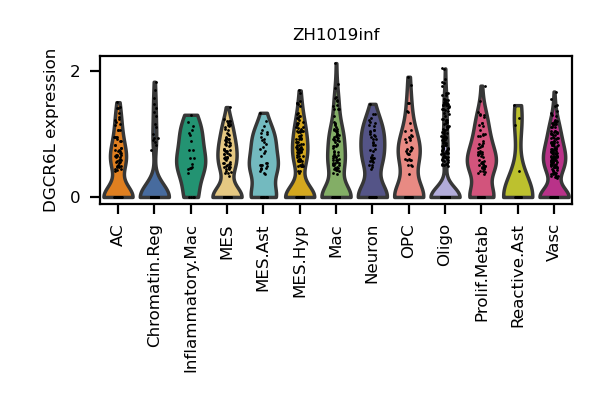 ZH1019inf
DGCR6L expression
2
0
AC
Chromatin.Reg
Inflammatory.Mac
MES
MES.Ast
MES.Hyp
Mac
Neuron
OPC
Oligo
Prolif.Metab
Reactive.Ast
Vasc